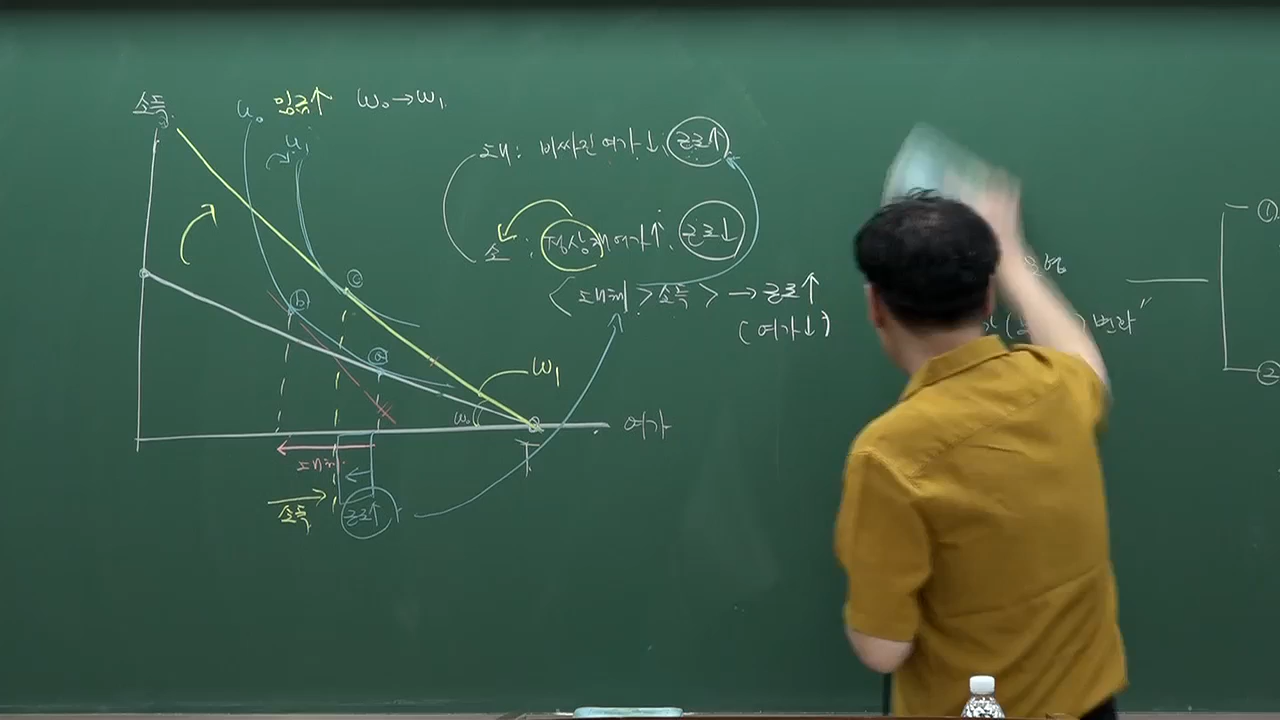 소득
u₀ 임금↑ w₀→w₁
u₁
대: 비싸진 여가↓, 근로↑
소: 정상재 여가↑, 근로↓
< 대체 > 소득 > → 근로↑
(여가↓)
ⓒ
ⓑ
ⓐ
w₁
w₀
여가
T
대체
소득
근로↑
변화"
①
②